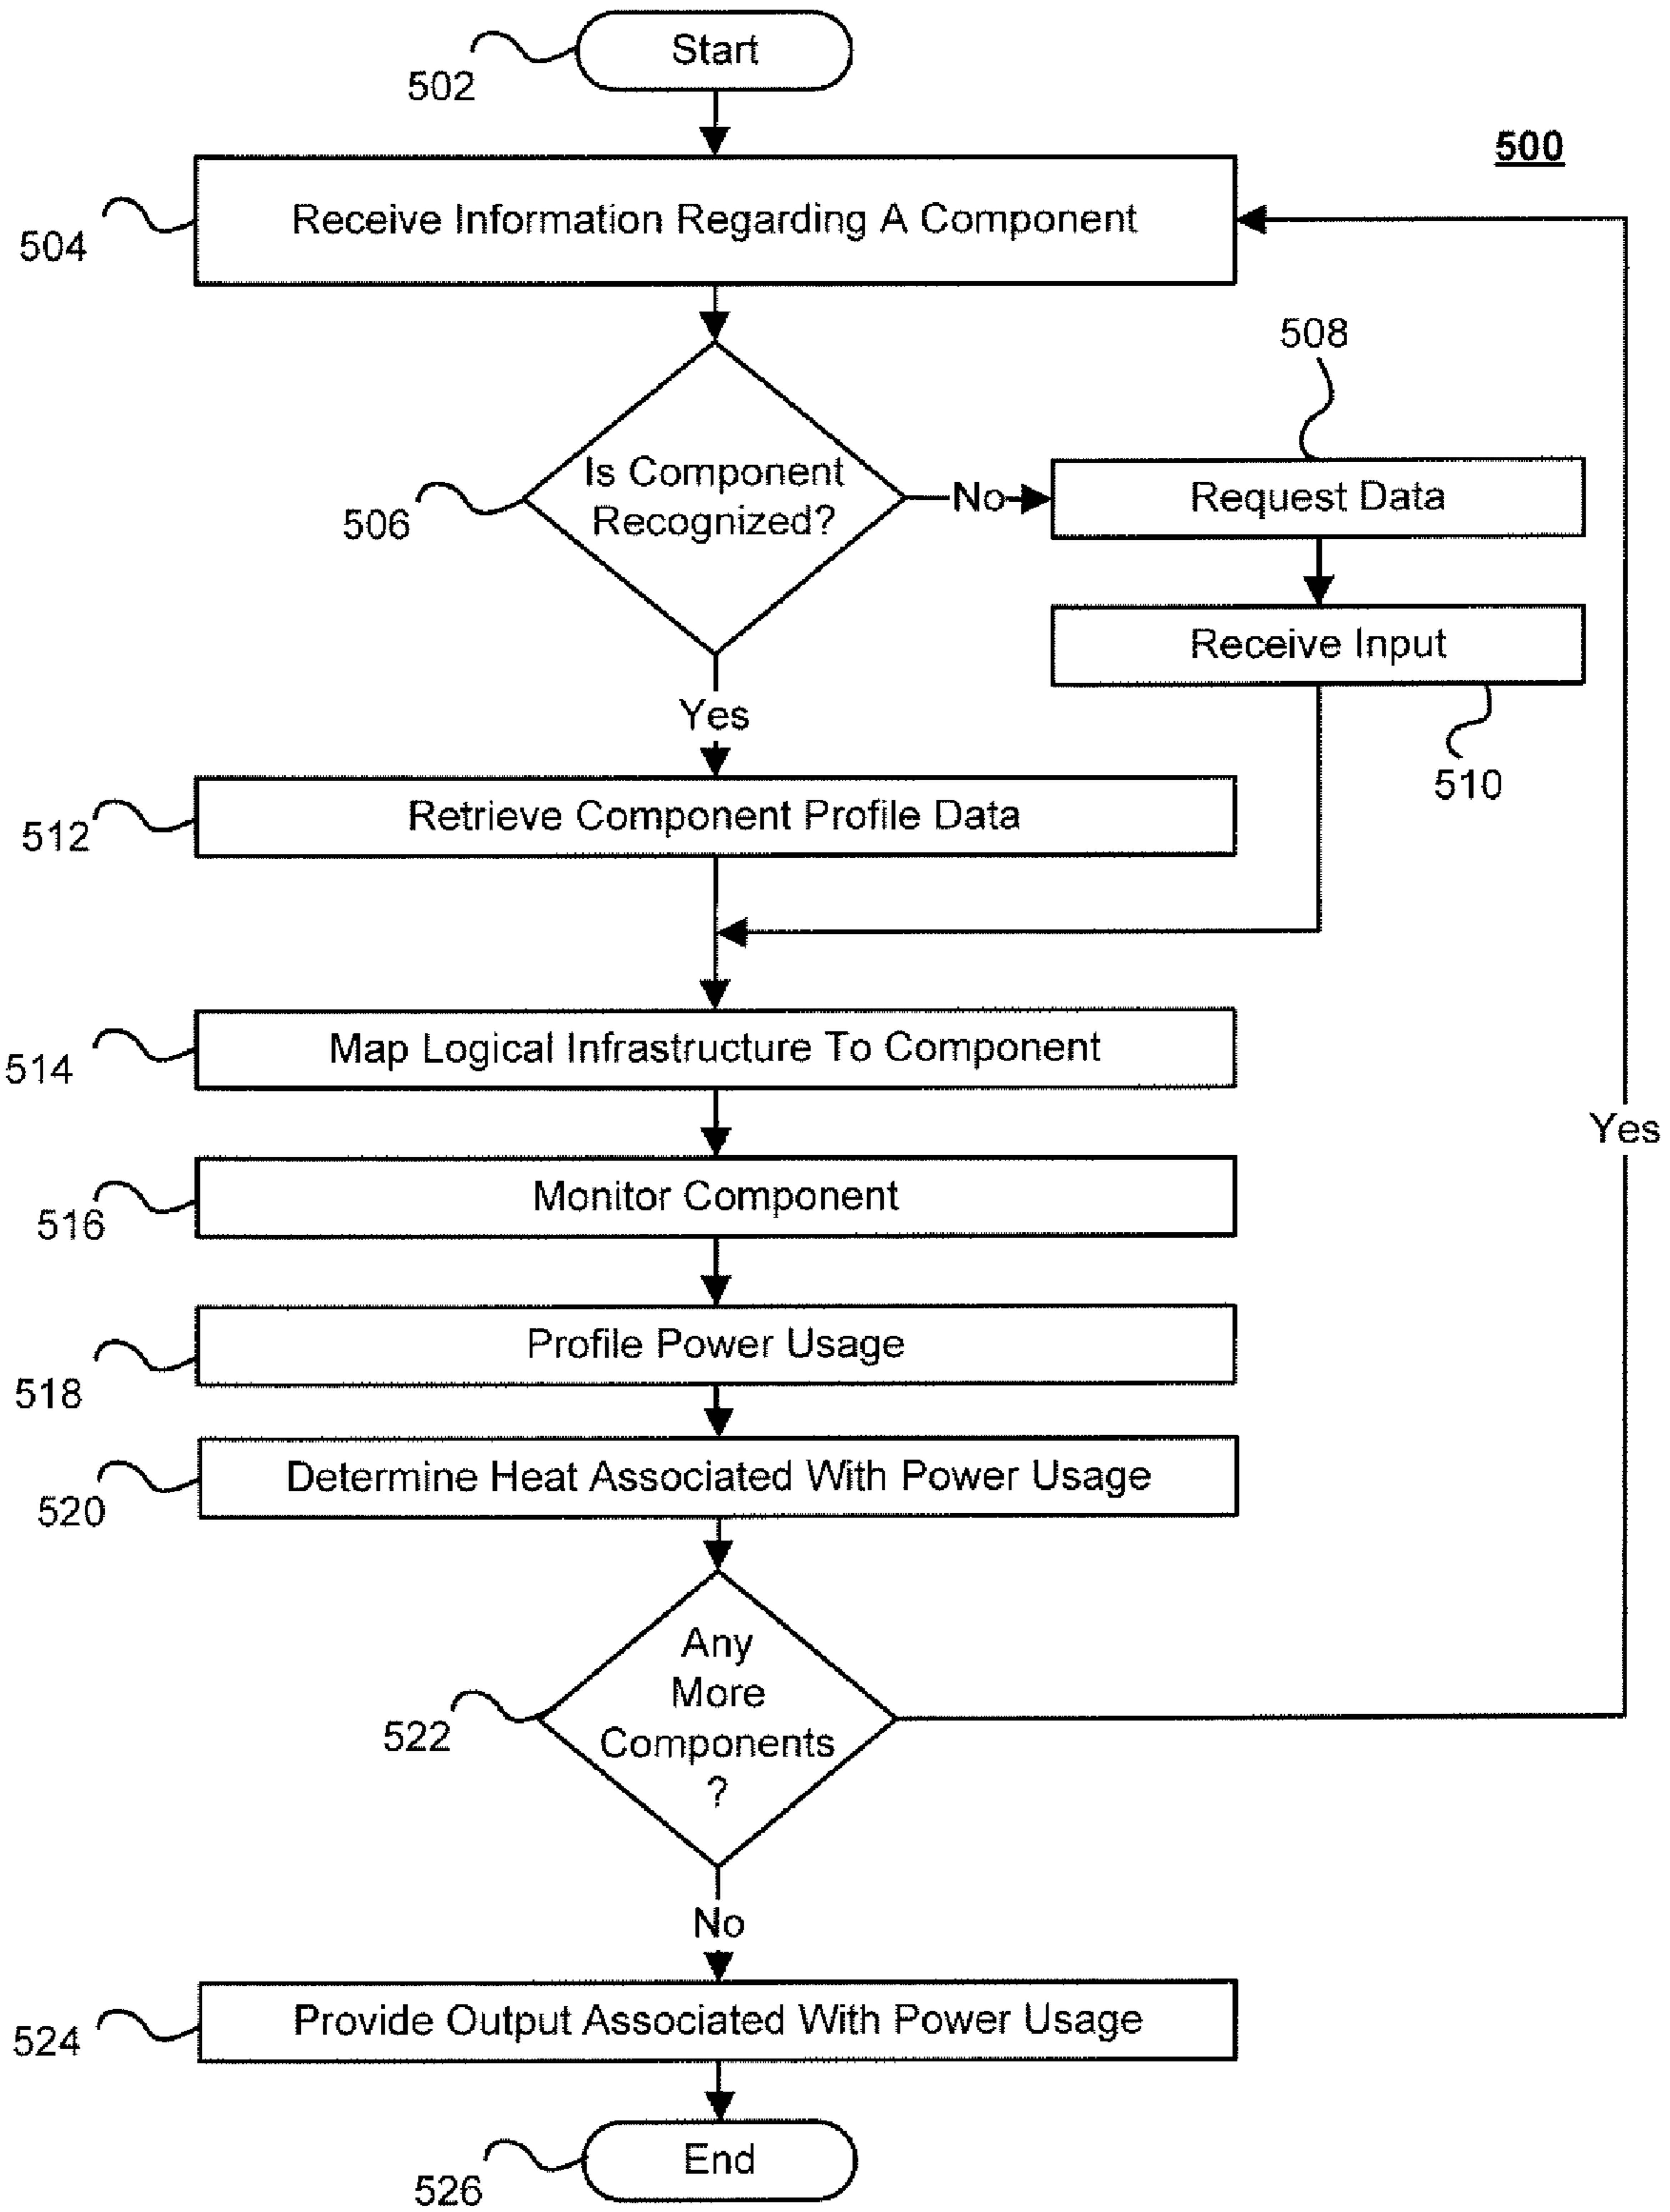 Start
502
500
Receive Information Regarding A Component
504
508
Is Component
Recognized?
506
No
Request Data
Receive Input
510
Yes
Retrieve Component Profile Data
512
Map Logical Infrastructure To Component
514
Yes
Monitor Component
516
Profile Power Usage
518
Determine Heat Associated With Power Usage
520
Any
More
Components
?
522
No
Provide Output Associated With Power Usage
524
End
526